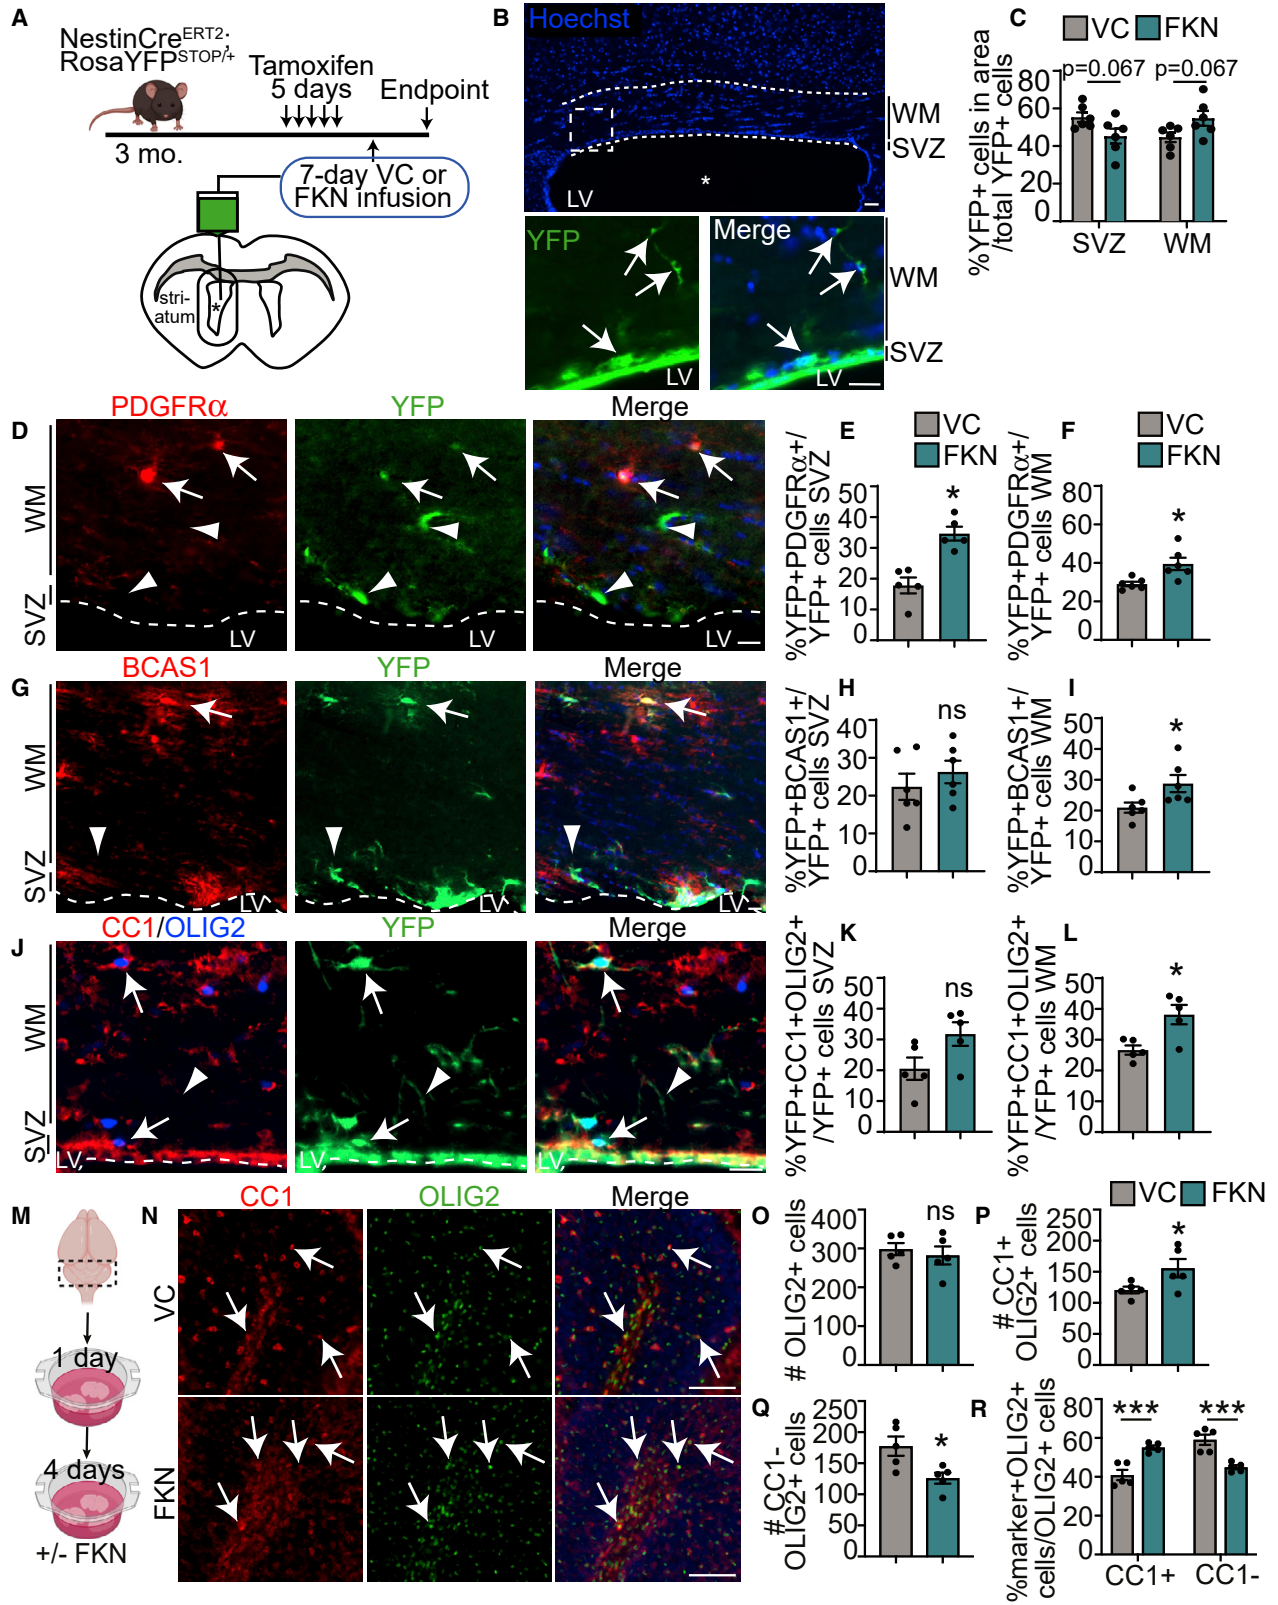 A
NestinCreERT2;
RosaYFPSTOP/+
Tamoxifen
5 days
Endpoint
3 mo.
7-day VC or
FKN infusion
stri-
atum
*
B
Hoechst
WM
SVZ
LV
*
YFP
Merge
WM
SVZ
LV
LV
C
VC FKN
%YFP+ cells in area
/total YFP+ cells
80
60
40
20
0
p=0.067 p=0.067
SVZ WM
D
PDGFRα YFP Merge
WM
SVZ
LV LV LV
E
VC
FKN
%YFP+PDGFRα+/
YFP+ cells SVZ
50
40
30
20
10
0
*
F
VC
FKN
%YFP+PDGFRα+/
YFP+ cells WM
80
60
40
20
0
*
G
BCAS1 YFP Merge
WM
SVZ
LV LV LV
H
%YFP+BCAS1+/
YFP+ cells SVZ
40
30
20
10
0
ns
I
%YFP+BCAS1+/
YFP+ cells WM
50
40
30
20
10
0
*
J
CC1/OLIG2 YFP Merge
WM
SVZ
LV LV LV
K
%YFP+CC1+OLIG2+
/YFP+ cells SVZ
50
40
30
20
10
0
ns
L
%YFP+CC1+OLIG2+
/YFP+ cells WM
50
40
30
20
10
0
*
M
1 day
4 days
+/- FKN
N
CC1 OLIG2 Merge
VC
FKN
O
# OLIG2+ cells
400
300
200
100
0
ns
P
VC FKN
# CC1+
OLIG2+ cells
250
200
150
100
50
0
*
Q
# CC1-
OLIG2+ cells
250
200
150
100
50
0
*
R
%marker+OLIG2+
cells/OLIG2+ cells
80
60
40
20
0
*** ***
CC1+ CC1-